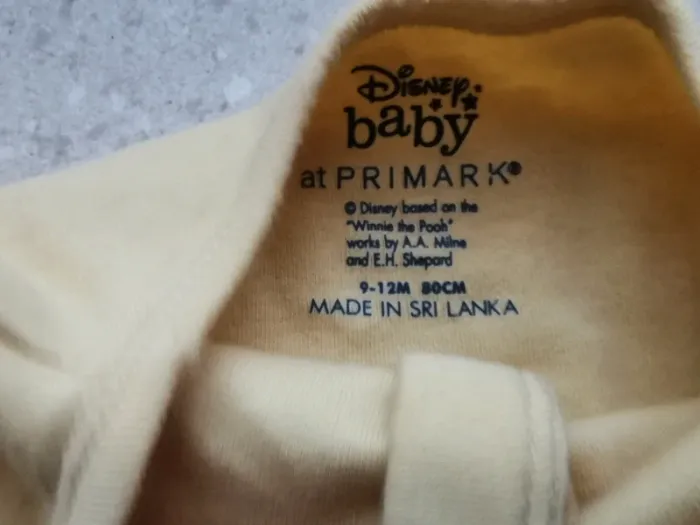 Disney
baby
at PRIMARK®
© Disney based on the
"Winnie the Pooh"
works by A.A. Milne
and E.H. Shepard
9-12M 80CM
MADE IN SRI LANKA